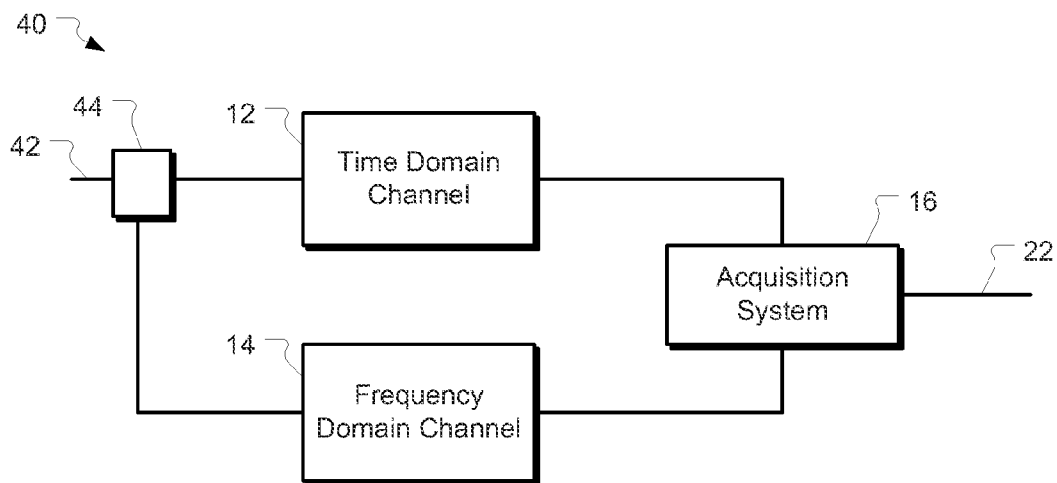 40
44
42
12
Time Domain
Channel
16
Acquisition
System
22
14
Frequency
Domain Channel